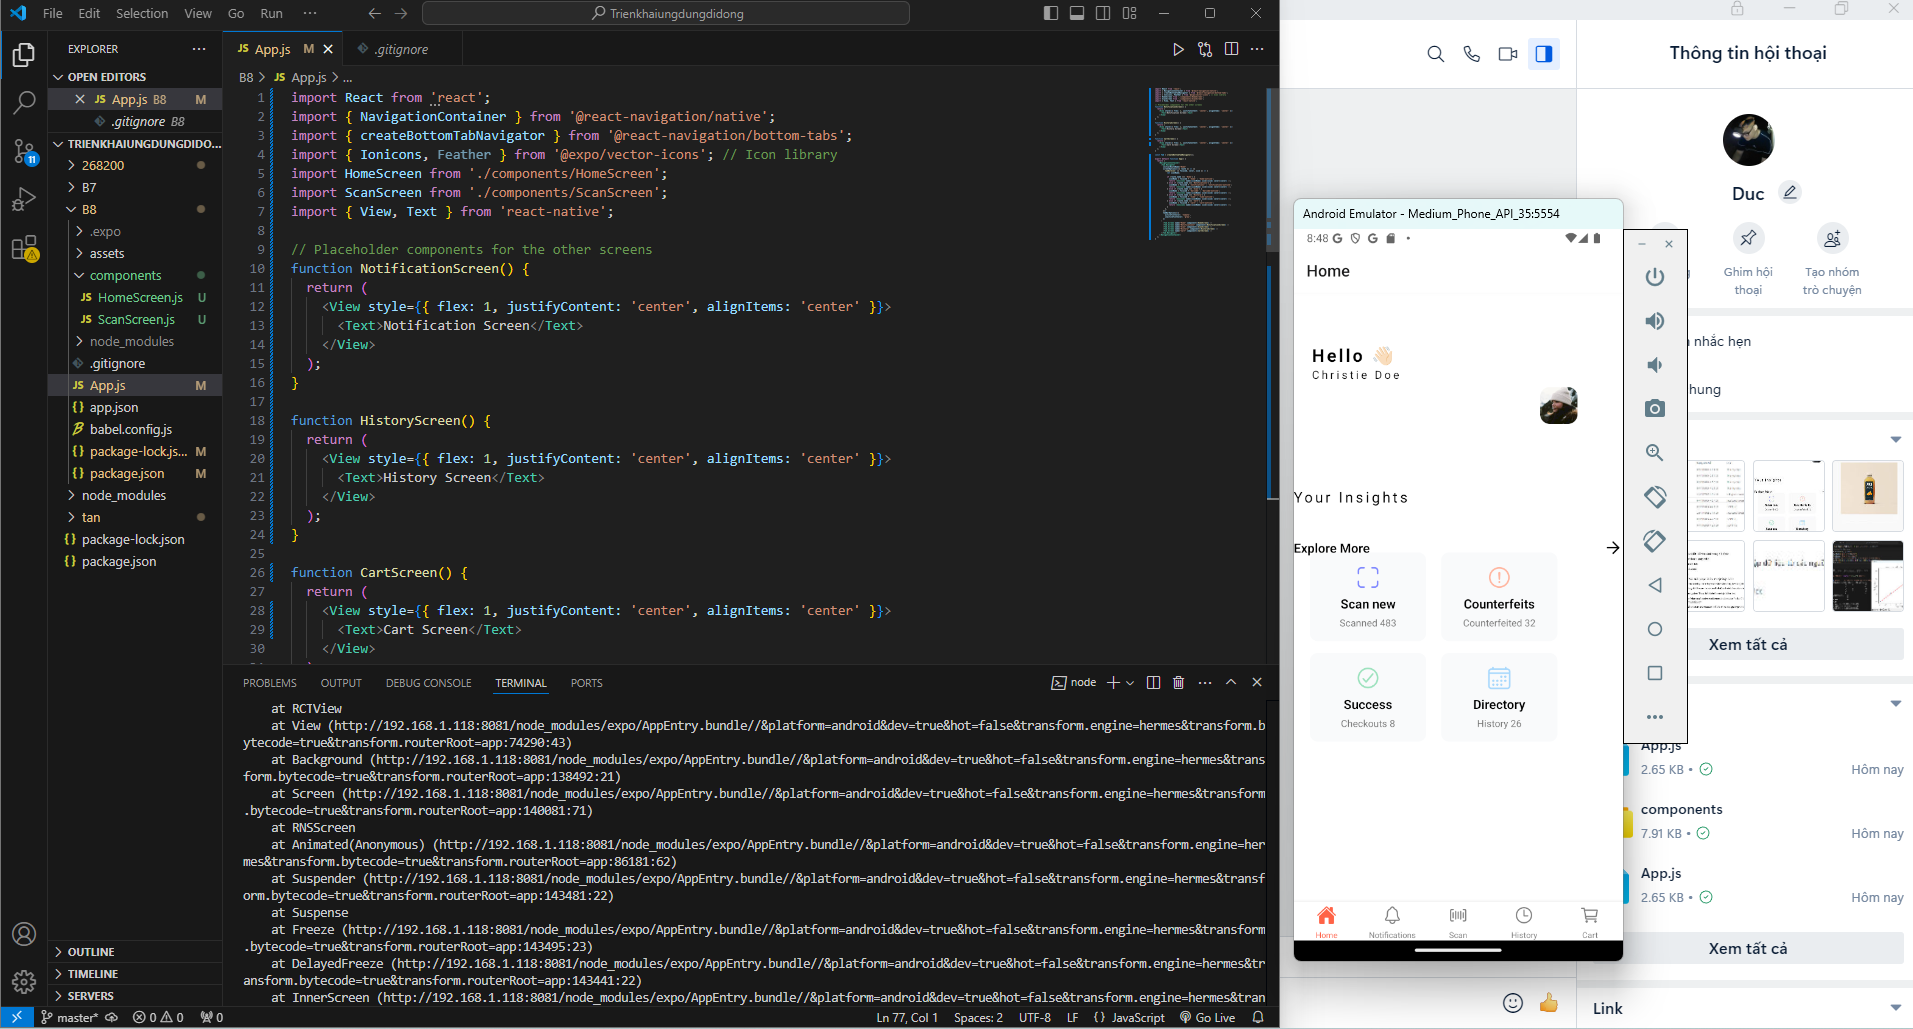 File Edit Selection View Go Run ···
Trienkhaiungdungdidong
EXPLORER
OPEN EDITORS
App.js B8 M
.gitignore B8
TRIENKHAIUNGDUNGDIDO...
268200
B7
B8
.expo
assets
components
JS HomeScreen.js U
JS ScanScreen.js U
node_modules
.gitignore
JS App.js M
{} app.json
babel.config.js
{} package-lock.js... M
{} package.json M
node_modules
tan
{} package-lock.json
{} package.json
OUTLINE
TIMELINE
SERVERS
11
JS App.js M
.gitignore
B8 > JS App.js > ...
1 import React from 'react';
2 import { NavigationContainer } from '@react-navigation/native';
3 import { createBottomTabNavigator } from '@react-navigation/bottom-tabs';
4 import { Ionicons, Feather } from '@expo/vector-icons'; // Icon library
5 import HomeScreen from './components/HomeScreen';
6 import ScanScreen from './components/ScanScreen';
7 import { View, Text } from 'react-native';
8
9 // Placeholder components for the other screens
10 function NotificationScreen() {
11 return (
12 <View style={{ flex: 1, justifyContent: 'center', alignItems: 'center' }}>
13 <Text>Notification Screen</Text>
14 </View>
15 );
16 }
17
18 function HistoryScreen() {
19 return (
20 <View style={{ flex: 1, justifyContent: 'center', alignItems: 'center' }}>
21 <Text>History Screen</Text>
22 </View>
23 );
24 }
25
26 function CartScreen() {
27 return (
28 <View style={{ flex: 1, justifyContent: 'center', alignItems: 'center' }}>
29 <Text>Cart Screen</Text>
30 </View>
PROBLEMS OUTPUT DEBUG CONSOLE TERMINAL PORTS
node
at RCTView
at View (http://192.168.1.118:8081/node_modules/expo/AppEntry.bundle//&platform=android&dev=true&hot=false&transform.engine=hermes&transform.b
ytecode=true&transform.routerRoot=app:74290:43)
at Background (http://192.168.1.118:8081/node_modules/expo/AppEntry.bundle//&platform=android&dev=true&hot=false&transform.engine=hermes&trans
form.bytecode=true&transform.routerRoot=app:138492:21)
at Screen (http://192.168.1.118:8081/node_modules/expo/AppEntry.bundle//&platform=android&dev=true&hot=false&transform.engine=hermes&transform
.bytecode=true&transform.routerRoot=app:140081:71)
at RNSScreen
at Animated(Anonymous) (http://192.168.1.118:8081/node_modules/expo/AppEntry.bundle//&platform=android&dev=true&hot=false&transform.engine=her
mes&transform.bytecode=true&transform.routerRoot=app:86181:62)
at Suspender (http://192.168.1.118:8081/node_modules/expo/AppEntry.bundle//&platform=android&dev=true&hot=false&transform.engine=hermes&transf
orm.bytecode=true&transform.routerRoot=app:143481:22)
at Suspense
at Freeze (http://192.168.1.118:8081/node_modules/expo/AppEntry.bundle//&platform=android&dev=true&hot=false&transform.engine=hermes&transform
.bytecode=true&transform.routerRoot=app:143495:23)
at DelayedFreeze (http://192.168.1.118:8081/node_modules/expo/AppEntry.bundle//&platform=android&dev=true&hot=false&transform.engine=hermes&tr
ansform.bytecode=true&transform.routerRoot=app:143441:22)
at InnerScreen (http://192.168.1.118:8081/node_modules/expo/AppEntry.bundle//&platform=android&dev=true&hot=false&transform.engine=hermes&tran
master* 0 0 0
Ln 77, Col 1 Spaces: 2 UTF-8 LF {} JavaScript Go Live
Android Emulator - Medium_Phone_API_35:5554
8:48
Home
Hello 👋🏻
Christie Doe
Your Insights
Explore More
Scan new
Scanned 483
Counterfeits
Counterfeited 32
Success
Checkouts 8
Directory
History 26
Home Notifications Scan History Cart
Thông tin hội thoại
Duc
Ghim hội
thoại
Tạo nhóm
trò chuyện
nhắc hẹn
hung
Xem tất cả
App.js
2.65 KB • Hôm nay
components
7.91 KB • Hôm nay
App.js
2.65 KB • Hôm nay
Xem tất cả
Link